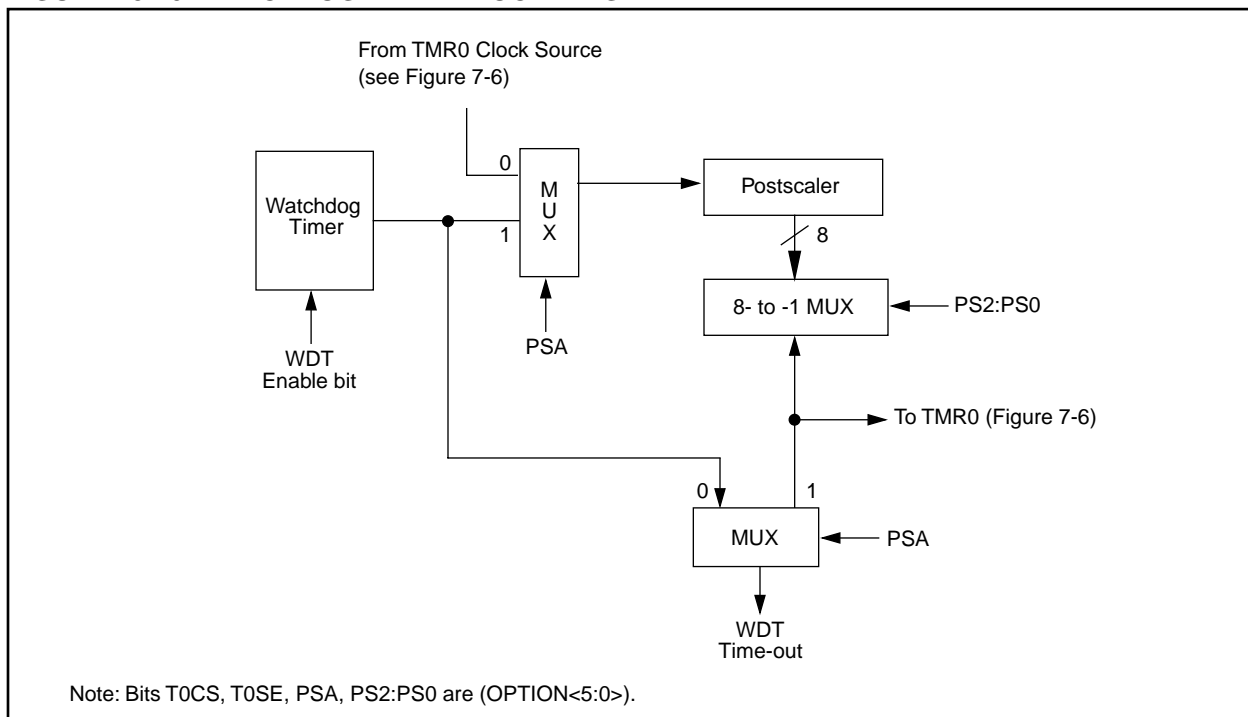 From TMR0 Clock Source
(see Figure 7-6)
0
M
U
X
1
Watchdog
Timer
Postscaler
8
8- to -1 MUX
PS2:PS0
PSA
WDT
Enable bit
To TMR0 (Figure 7-6)
0
1
MUX
PSA
WDT
Time-out
Note: Bits T0CS, T0SE, PSA, PS2:PS0 are (OPTION<5:0>).